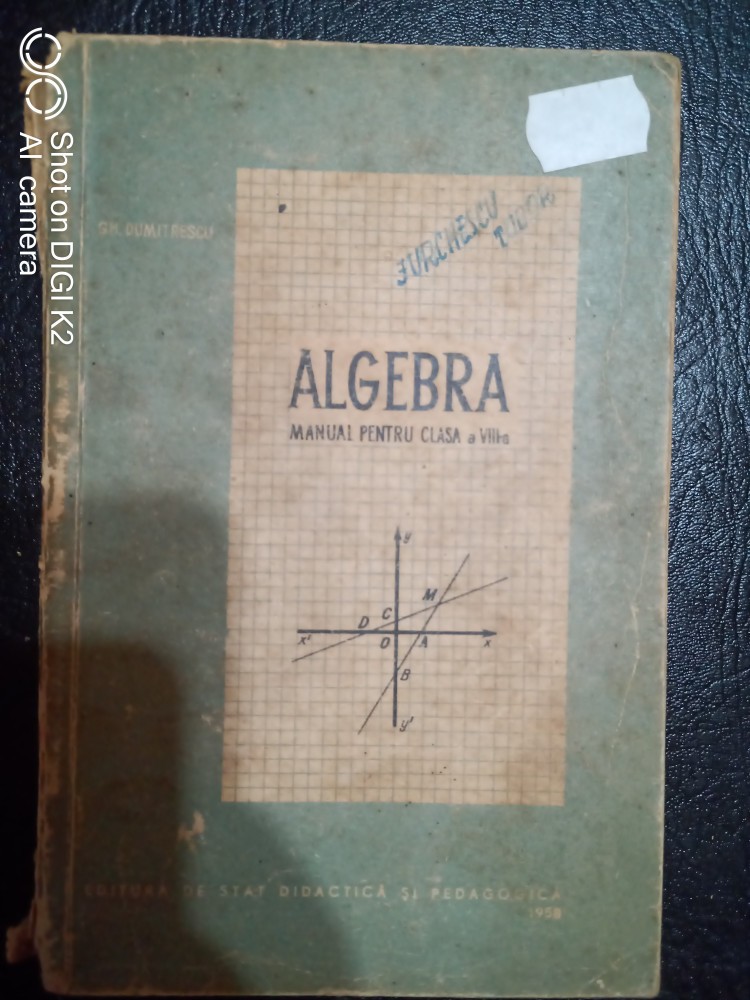 Shot on DIGI K2
AI camera
GH. DUMITRESCU
JURCHESCU
ALGEBRA
MANUAL PENTRU CLASA a VIII-a
y
M
C
D
x'
O
A
x
B
y'
EDITURA DE STAT DIDACTICĂ ȘI PEDAGOGICĂ
1958